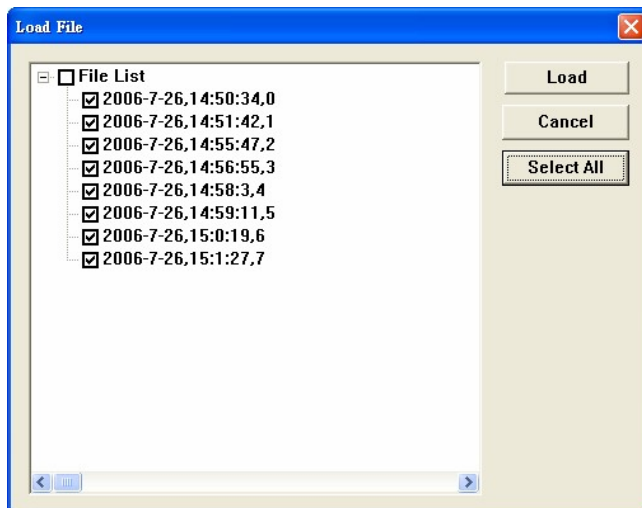 Load File
File List
2006-7-26,14:50:34,0
2006-7-26,14:51:42,1
2006-7-26,14:55:47,2
2006-7-26,14:56:55,3
2006-7-26,14:58:3,4
2006-7-26,14:59:11,5
2006-7-26,15:0:19,6
2006-7-26,15:1:27,7
Load
Cancel
Select All